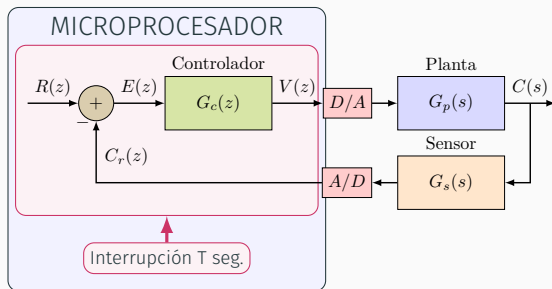 MICROPROCESADOR
Controlador
Planta
R(z)
+
−
E(z)
G_c(z)
V(z)
D/A
G_p(s)
C(s)
Sensor
C_r(z)
A/D
G_s(s)
Interrupción T seg.